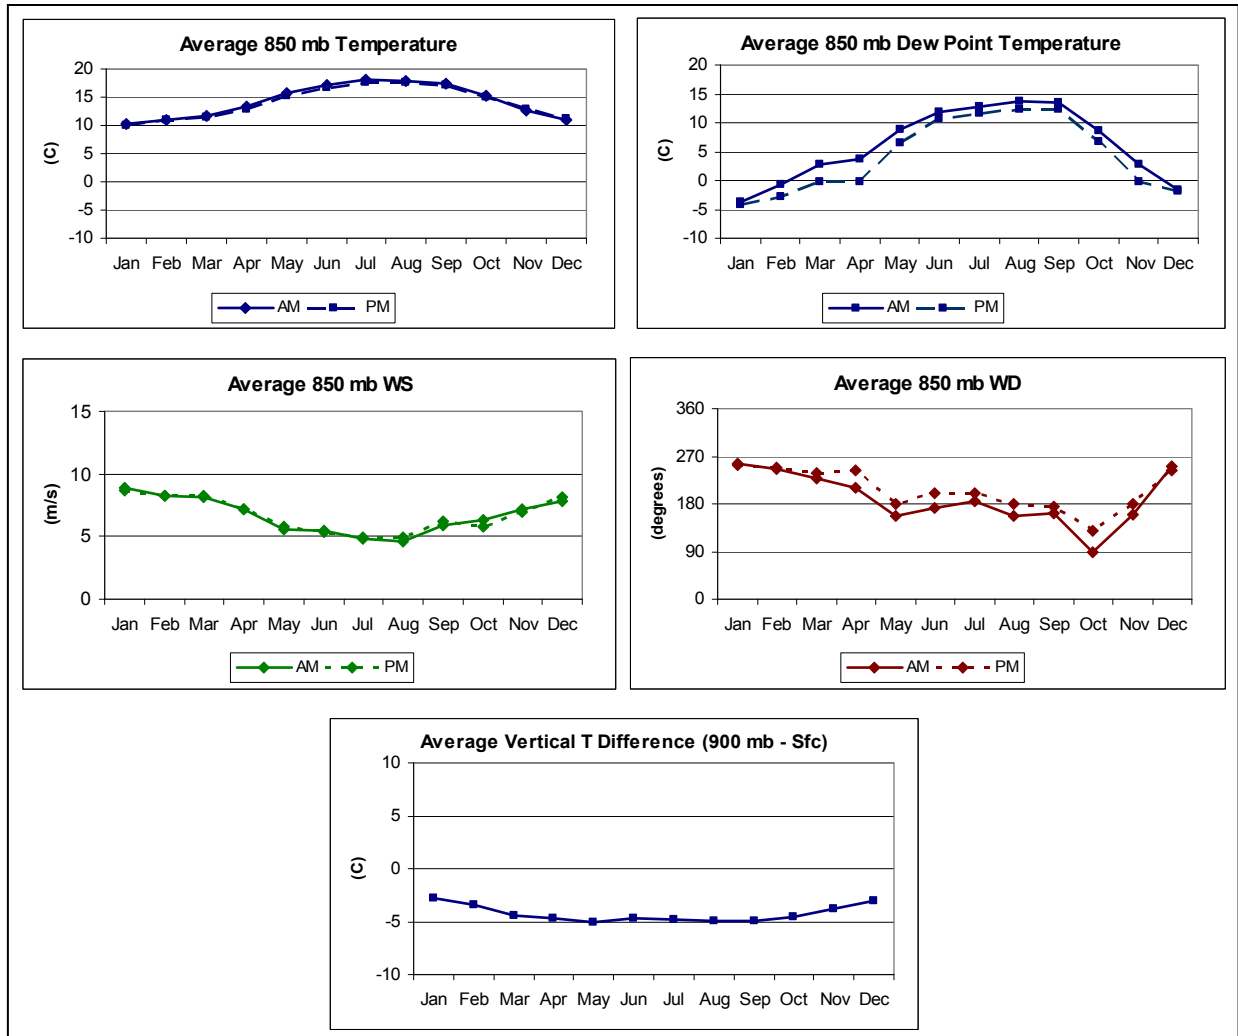 Average 850 mb Temperature
20
15
10
5
0
-5
-10
(C)
Jan Feb Mar Apr May Jun Jul Aug Sep Oct Nov Dec
AM PM
Average 850 mb Dew Point Temperature
20
15
10
5
0
-5
-10
(C)
Jan Feb Mar Apr May Jun Jul Aug Sep Oct Nov Dec
AM PM
Average 850 mb WS
15
10
5
0
(m/s)
Jan Feb Mar Apr May Jun Jul Aug Sep Oct Nov Dec
AM PM
Average 850 mb WD
360
270
180
90
0
(degrees)
Jan Feb Mar Apr May Jun Jul Aug Sep Oct Nov Dec
AM PM
Average Vertical T Difference (900 mb - Sfc)
10
5
0
-5
-10
(C)
Jan Feb Mar Apr May Jun Jul Aug Sep Oct Nov Dec